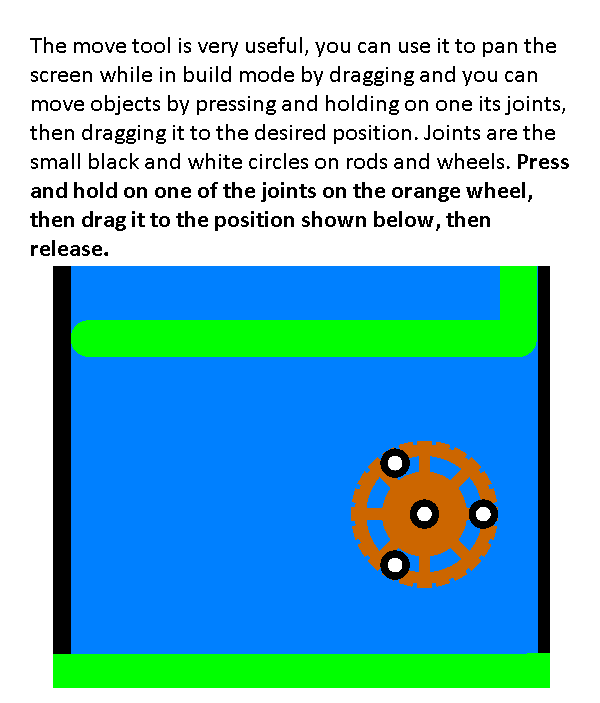 The move tool is very useful, you can use it to pan the
screen while in build mode by dragging and you can
move objects by pressing and holding on one its joints,
then dragging it to the desired position. Joints are the
small black and white circles on rods and wheels. Press
and hold on one of the joints on the orange wheel,
then drag it to the position shown below, then
release.